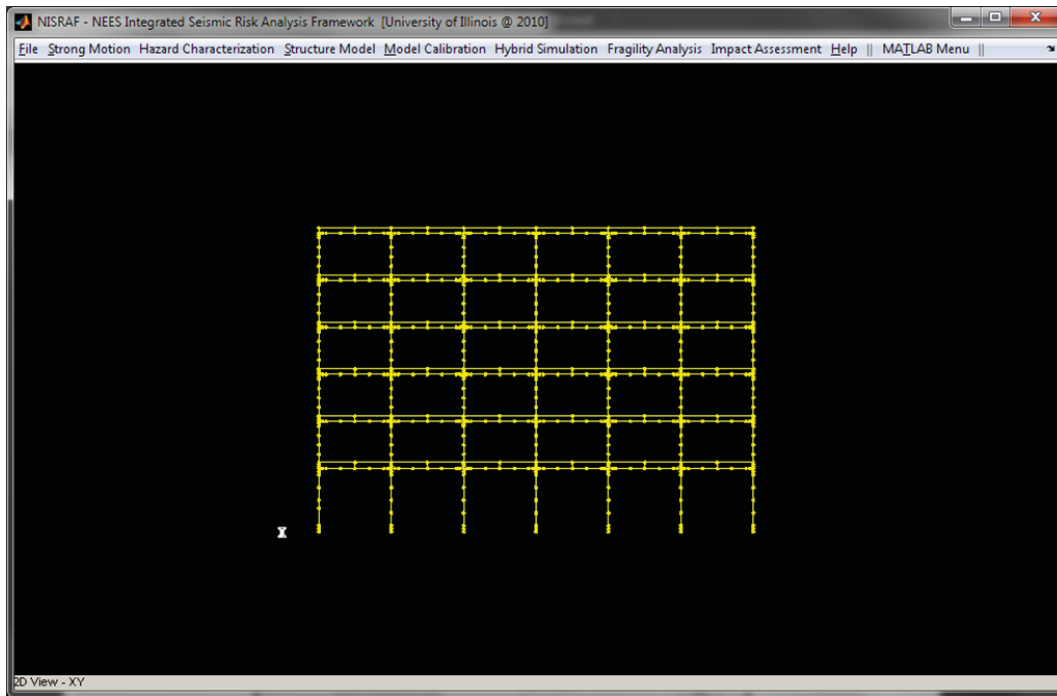 NISRAF - NEES Integrated Seismic Risk Analysis Framework [University of Illinois @ 2010]
File Strong Motion Hazard Characterization Structure Model Model Calibration Hybrid Simulation Fragility Analysis Impact Assessment Help || MATLAB Menu ||
2D View - XY